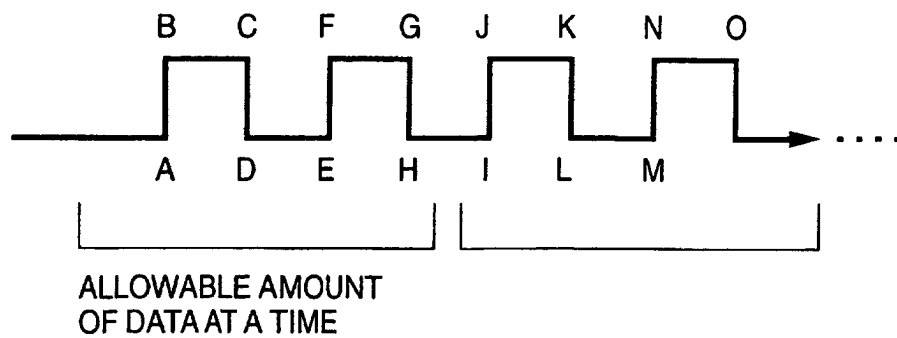 B C F G J K N O
A D E H I L M
ALLOWABLE AMOUNT
OF DATA AT A TIME